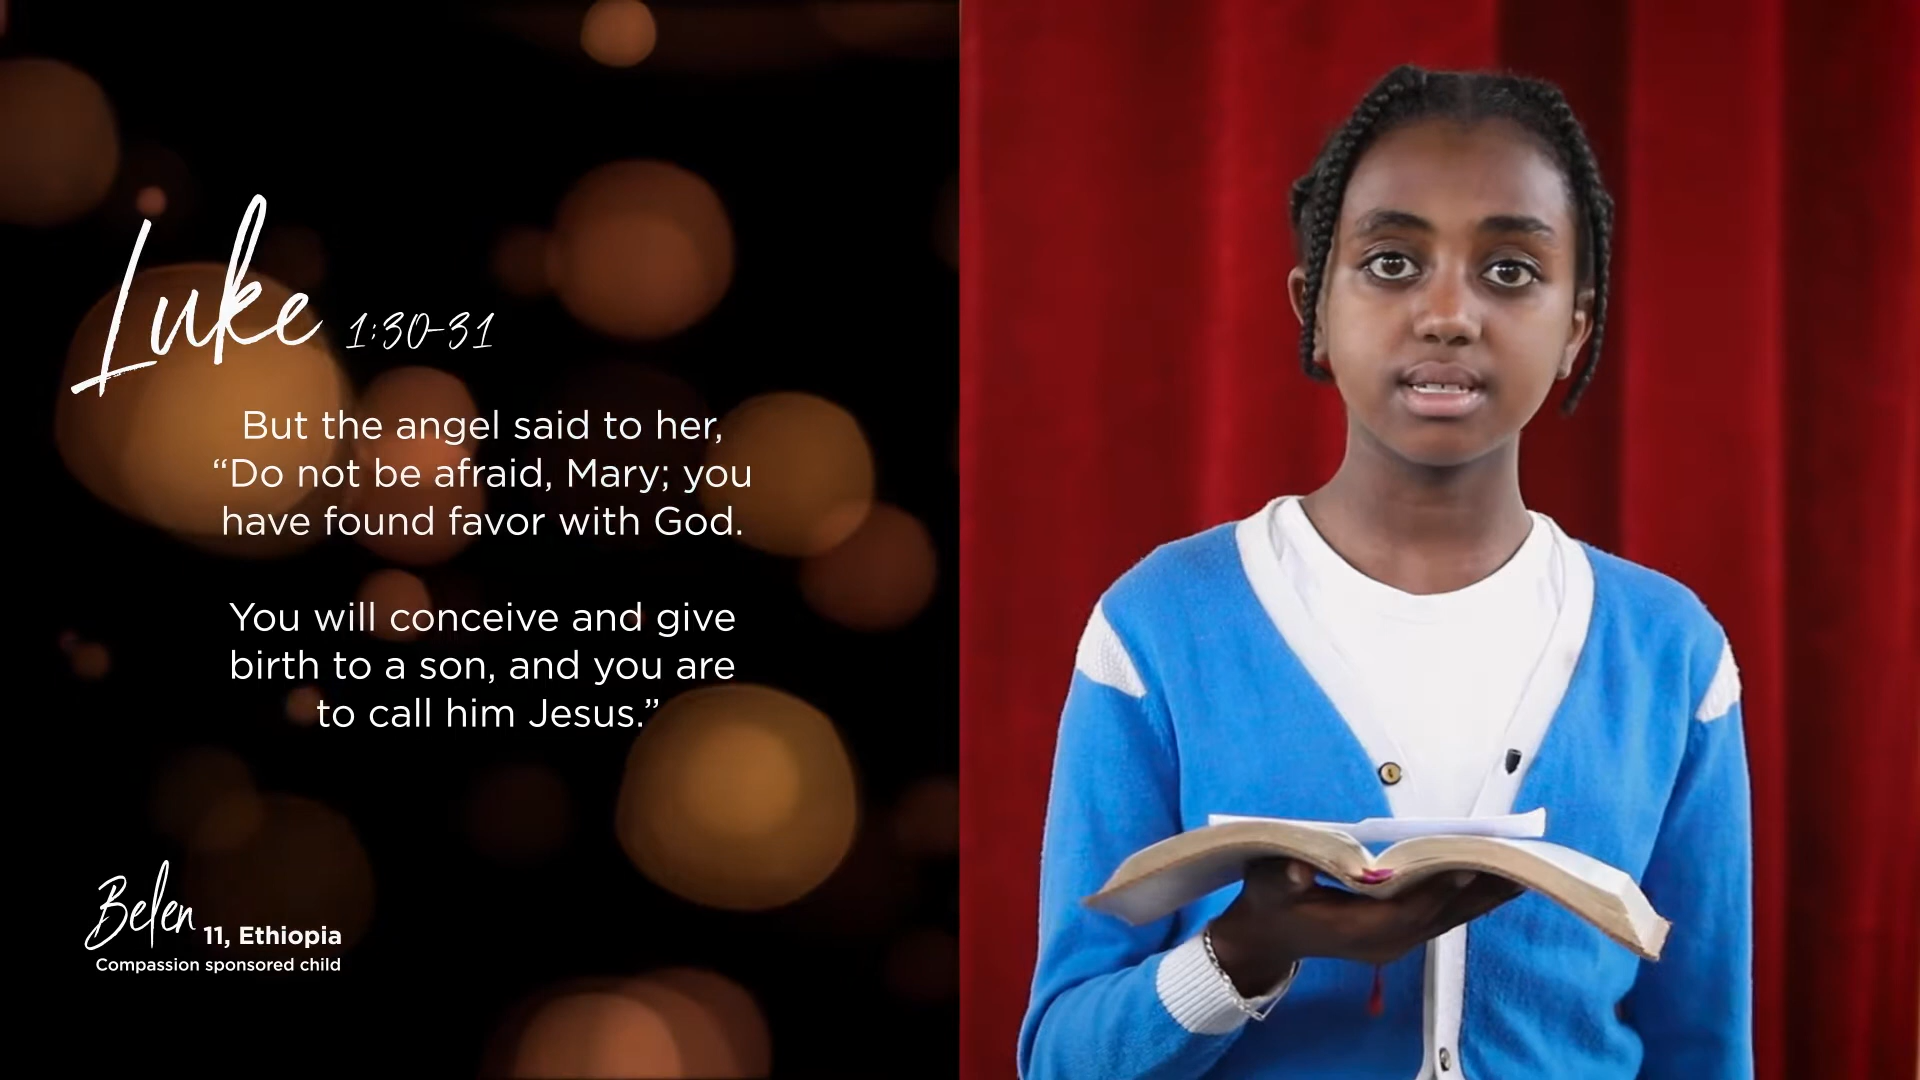 Luke 1:30-31
But the angel said to her,
“Do not be afraid, Mary; you
have found favor with God.
You will conceive and give
birth to a son, and you are
to call him Jesus.”
Belen 11, Ethiopia
Compassion sponsored child